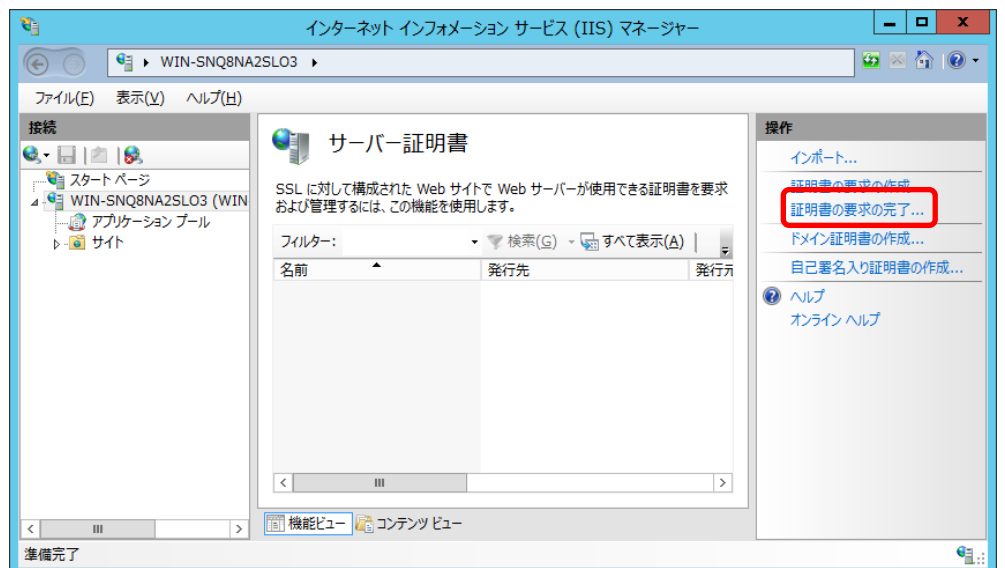 インターネット インフォメーション サービス (IIS) マネージャー
WIN-SNQ8NA2SLO3
ファイル(F) 表示(V) ヘルプ(H)
接続
スタート ページ
WIN-SNQ8NA2SLO3 (WIN
アプリケーション プール
サイト
サーバー証明書
SSL に対して構成された Web サイトで Web サーバーが使用できる証明書を要求
および管理するには、この機能を使用します。
フィルター: 検索(G) すべて表示(A)
名前 発行先 発行元
機能ビュー コンテンツ ビュー
操作
インポート...
証明書の要求の作成
証明書の要求の完了...
ドメイン証明書の作成...
自己署名入り証明書の作成...
ヘルプ
オンライン ヘルプ
準備完了